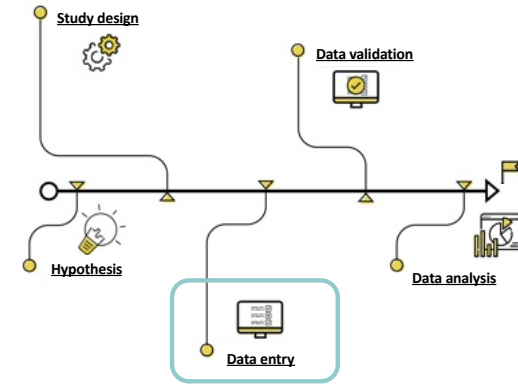 Study design
Data validation
Hypothesis
Data analysis
Data entry